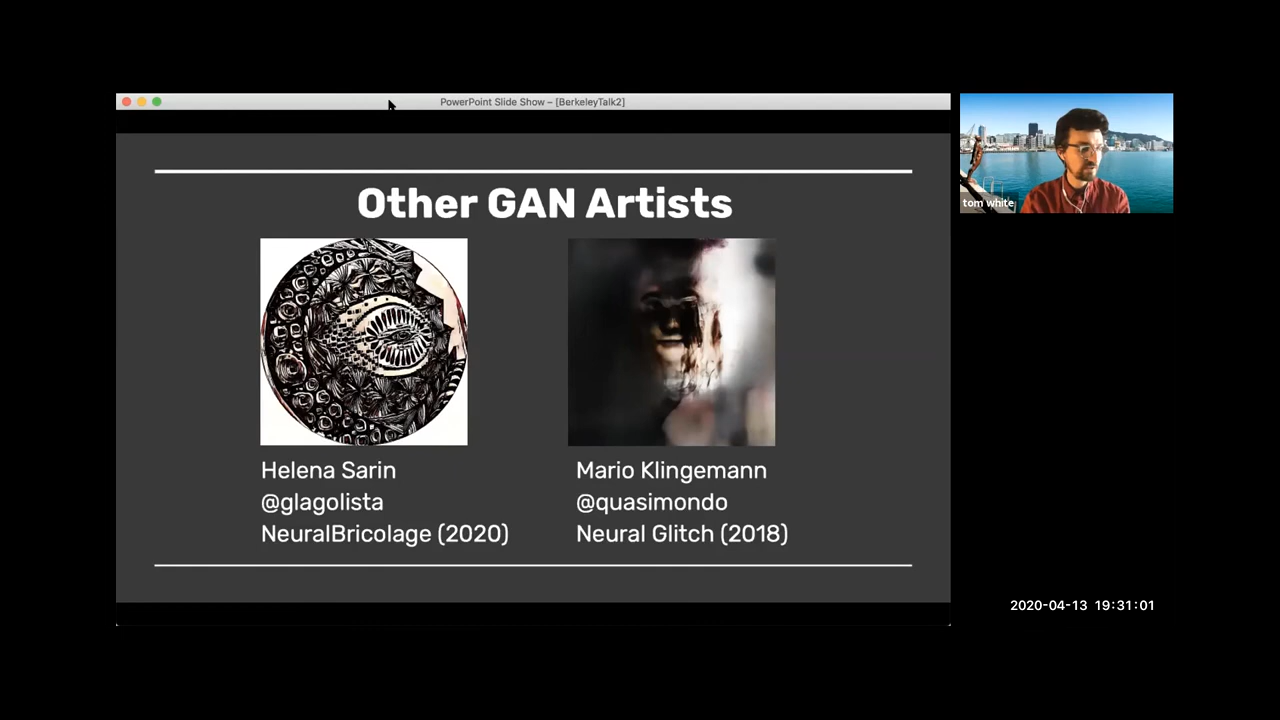 PowerPoint Slide Show – [BerkeleyTalk2]
Other GAN Artists
Helena Sarin
@glagolista
NeuralBricolage (2020)
Mario Klingemann
@quasimondo
Neural Glitch (2018)
tom white
2020-04-13 19:31:01